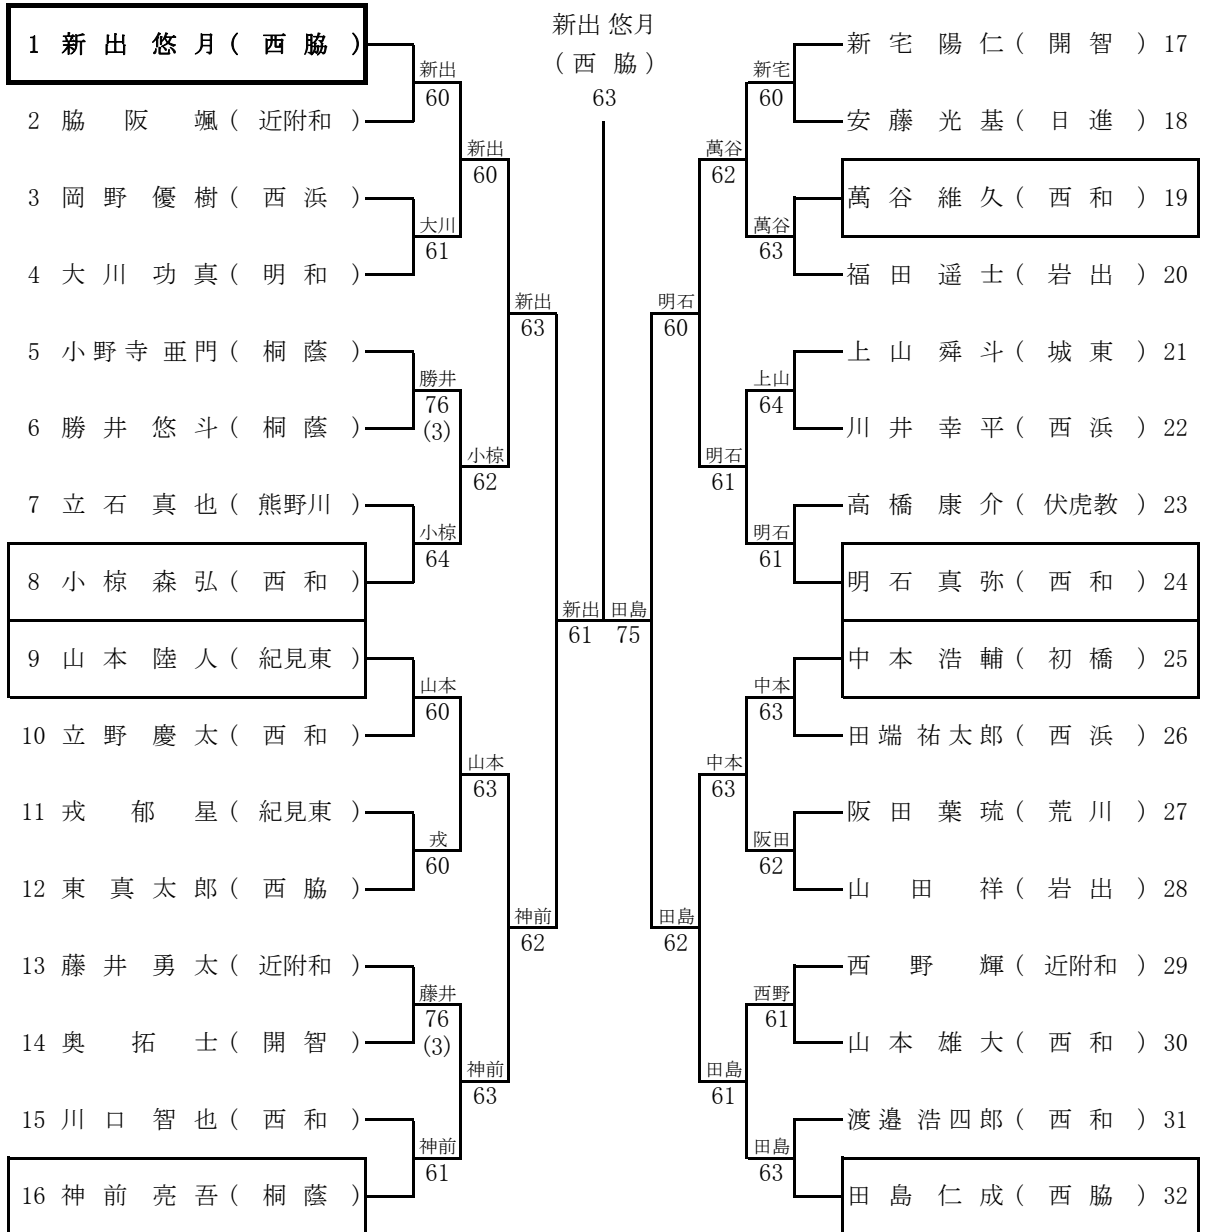 新出 悠月
(西 脇)
63
1 新出 悠月(西脇)
2 脇阪 颯(近附和)
3 岡野優樹(西浜)
4 大川功真(明和)
5 小野寺亜門(桐蔭)
6 勝井悠斗(桐蔭)
7 立石真也(熊野川)
8 小椋森弘(西和)
9 山本陸人(紀見東)
10 立野慶太(西和)
11 戎 郁星(紀見東)
12 東真太郎(西脇)
13 藤井勇太(近附和)
14 奥 拓士(開智)
15 川口智也(西和)
16 神前亮吾(桐蔭)
新出
60
大川
61
勝井
76
(3)
小椋
64
山本
60
戎
60
藤井
76
(3)
神前
61
新出
60
小椋
62
山本
63
神前
63
新出
63
神前
62
新出
61
田島
75
明石
60
田島
62
萬谷
62
明石
61
中本
63
田島
61
新宅
60
萬谷
63
上山
64
明石
61
中本
63
阪田
62
西野
61
田島
63
新宅陽仁(開智) 17
安藤光基(日進) 18
萬谷維久(西和) 19
福田遥士(岩出) 20
上山舜斗(城東) 21
川井幸平(西浜) 22
高橋康介(伏虎教) 23
明石真弥(西和) 24
中本浩輔(初橋) 25
田端祐太郎(西浜) 26
阪田葉琉(荒川) 27
山田 祥(岩出) 28
西野 輝(近附和) 29
山本雄大(西和) 30
渡邉浩四郎(西和) 31
田島仁成(西脇) 32